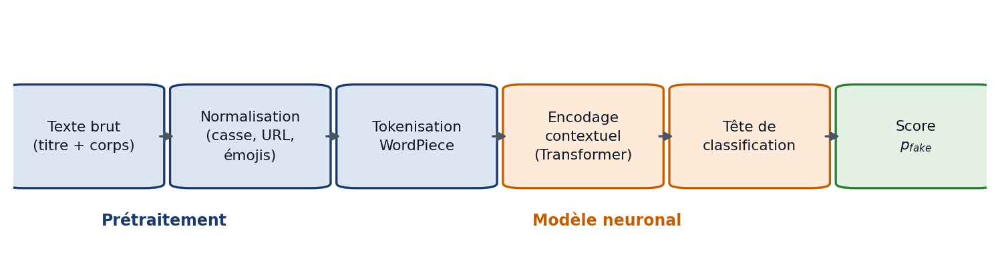 Texte brut
(titre + corps)
Normalisation
(casse, URL,
émojis)
Tokenisation
WordPiece
Encodage
contextuel
(Transformer)
Tête de
classification
Score
p_fake
Prétraitement
Modèle neuronal